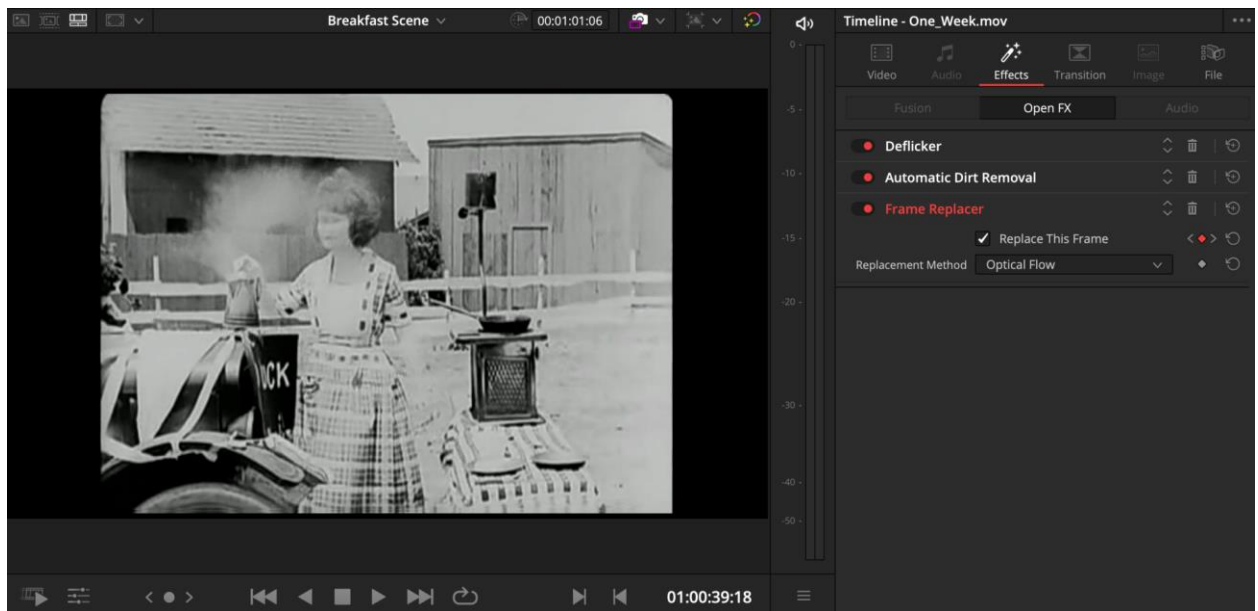 Breakfast Scene
00:01:01:06
Timeline - One_Week.mov
Video
Audio
Effects
Transition
Image
File
Fusion
Open FX
Audio
Deflicker
Automatic Dirt Removal
Frame Replacer
Replace This Frame
Replacement Method
Optical Flow
0 -
-5 -
-10 -
-15 -
-20 -
-30 -
-40 -
-50 -
OCK
01:00:39:18